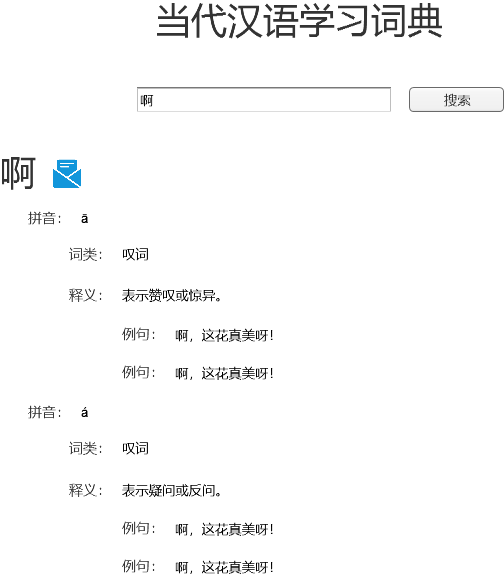 当代汉语学习词典
啊 搜索
啊
拼音： ā
词类： 叹词
释义： 表示赞叹或惊异。
例句： 啊，这花真美呀！
例句： 啊，这花真美呀！
拼音： á
词类： 叹词
释义： 表示疑问或反问。
例句： 啊，这花真美呀！
例句： 啊，这花真美呀！